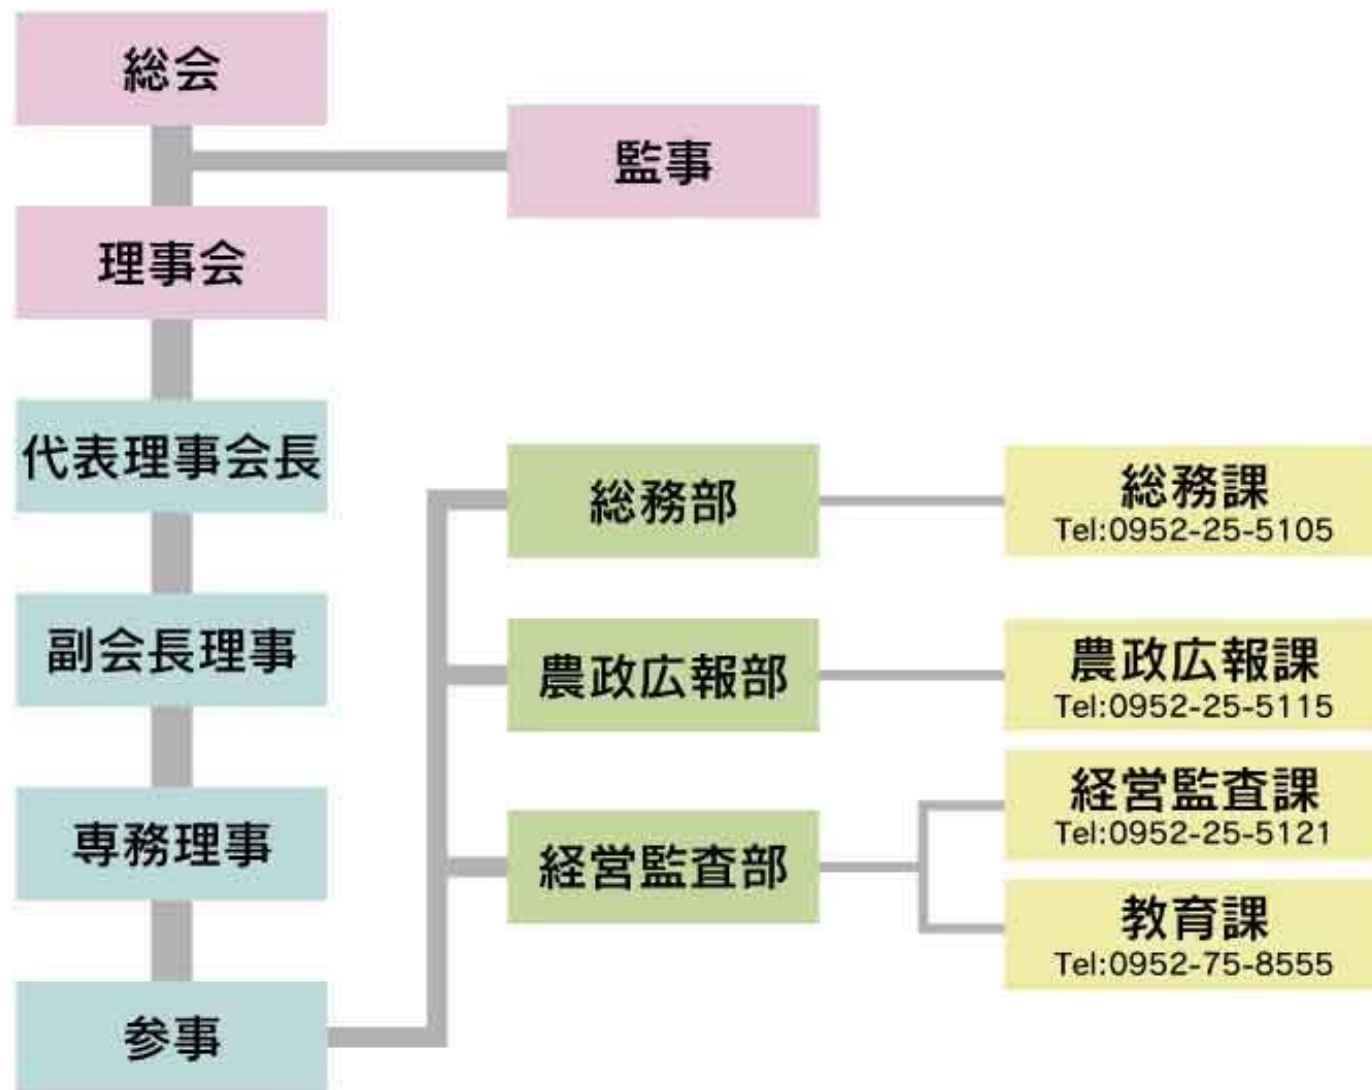 総会
監事
理事会
代表理事会長
副会長理事
専務理事
参事
総務部
総務課
Tel:0952-25-5105
農政広報部
農政広報課
Tel:0952-25-5115
経営監査部
経営監査課
Tel:0952-25-5121
教育課
Tel:0952-75-8555